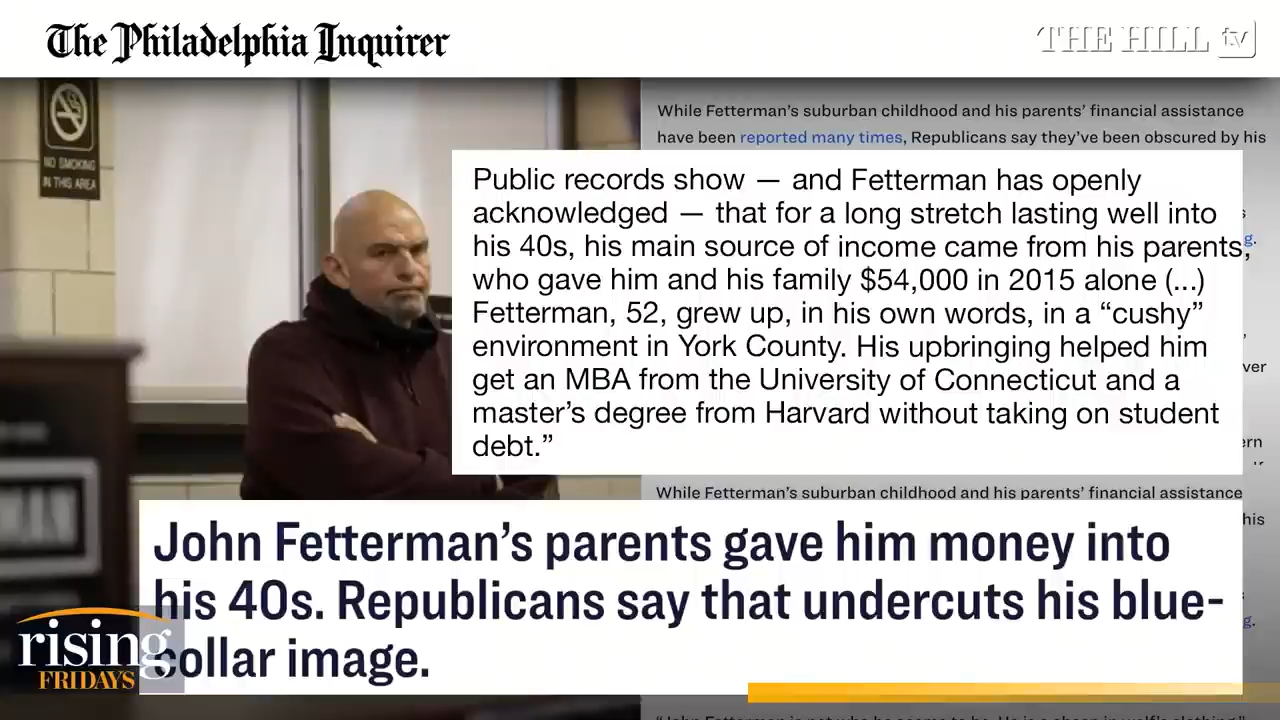 The Philadelphia Inquirer
THE HILL tv
NO SMOKING
IN THIS AREA
While Fetterman’s suburban childhood and his parents’ financial assistance
have been reported many times, Republicans say they’ve been obscured by his
Public records show — and Fetterman has openly
acknowledged — that for a long stretch lasting well into
his 40s, his main source of income came from his parents,
who gave him and his family $54,000 in 2015 alone (...)
Fetterman, 52, grew up, in his own words, in a “cushy”
environment in York County. His upbringing helped him
get an MBA from the University of Connecticut and a
master’s degree from Harvard without taking on student
debt.”
While Fetterman’s suburban childhood and his parents’ financial assistance
his
John Fetterman’s parents gave him money into
his 40s. Republicans say that undercuts his blue-
collar image.
rising
FRIDAYS